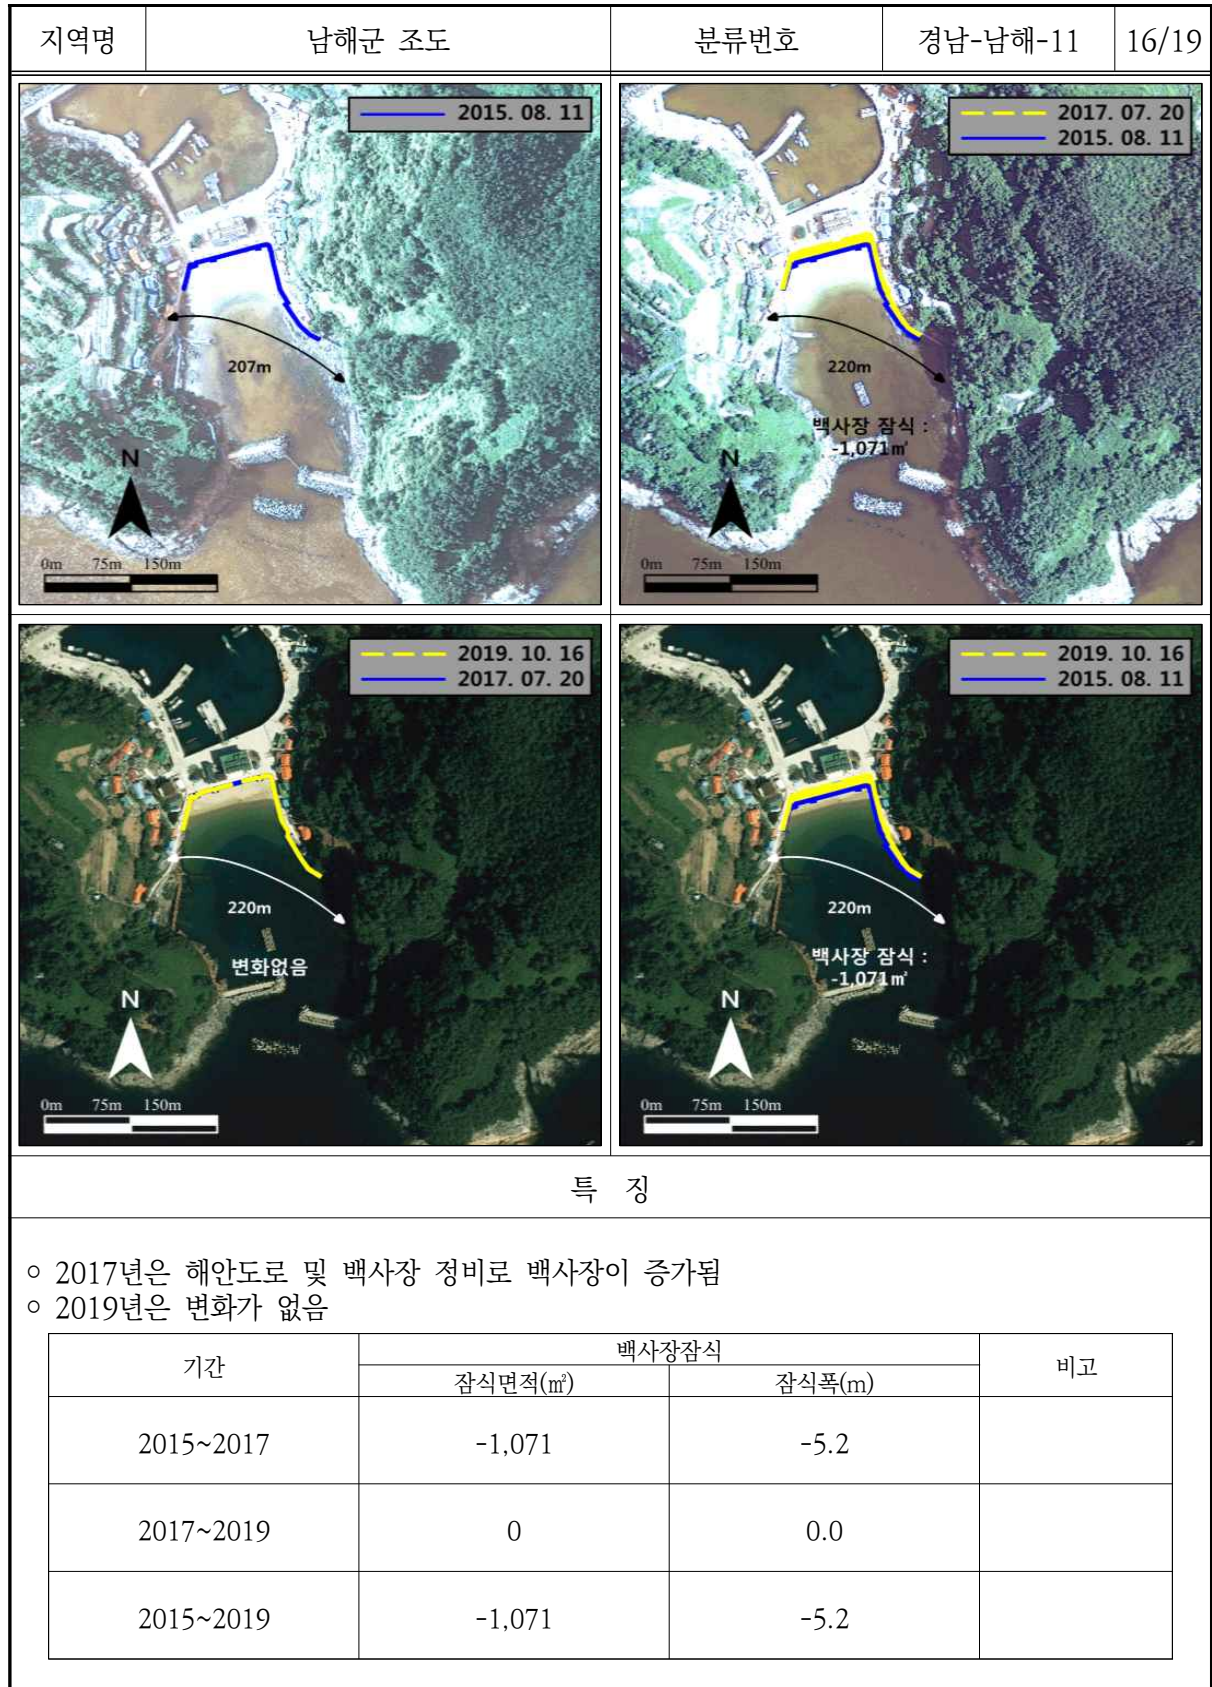 지역명 남해군 조도 분류번호 경남-남해-11 16/19
2015. 08. 11
207m
N
0m 75m 150m
2017. 07. 20
2015. 08. 11
220m
백사장 잠식 :
-1,071㎡
N
0m 75m 150m
2019. 10. 16
2017. 07. 20
220m
변화없음
N
0m 75m 150m
2019. 10. 16
2015. 08. 11
220m
백사장 잠식 :
-1,071㎡
N
0m 75m 150m
특 징
○ 2017년은 해안도로 및 백사장 정비로 백사장이 증가됨
○ 2019년은 변화가 없음
기간 백사장잠식 비고
잠식면적(㎡) 잠식폭(m)
2015~2017 -1,071 -5.2
2017~2019 0 0.0
2015~2019 -1,071 -5.2